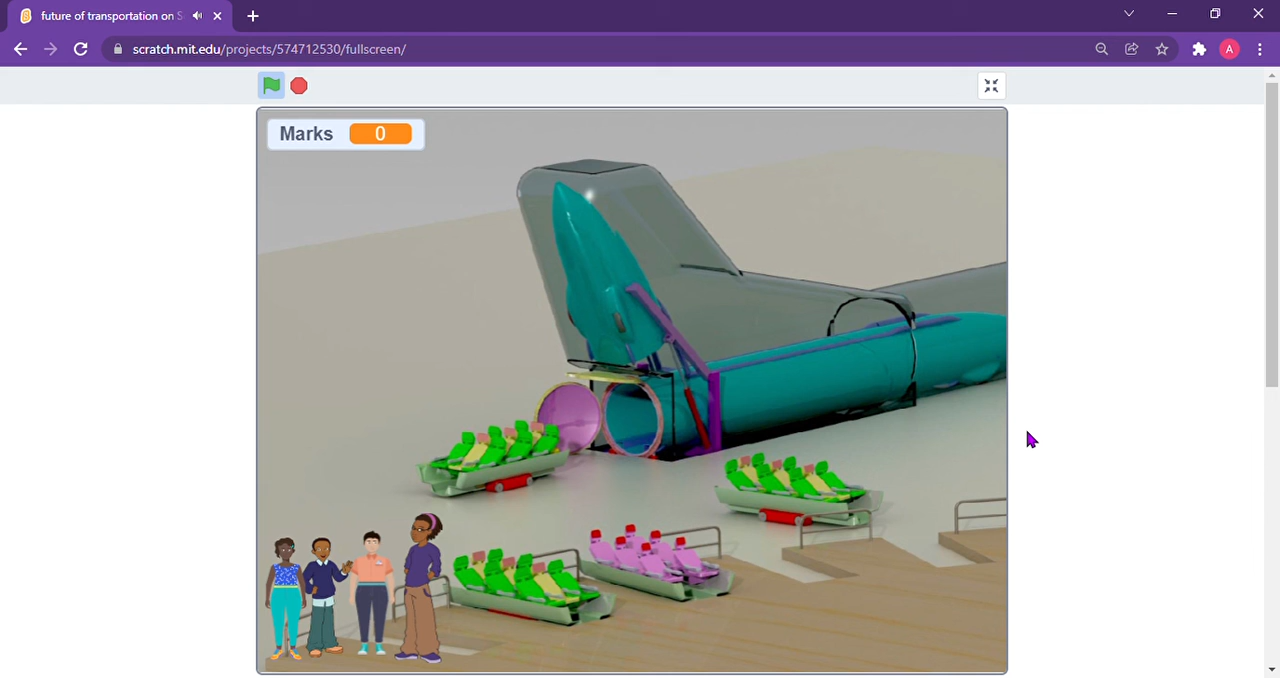 future of transportation on S
scratch.mit.edu/projects/574712530/fullscreen/
A
Marks 0